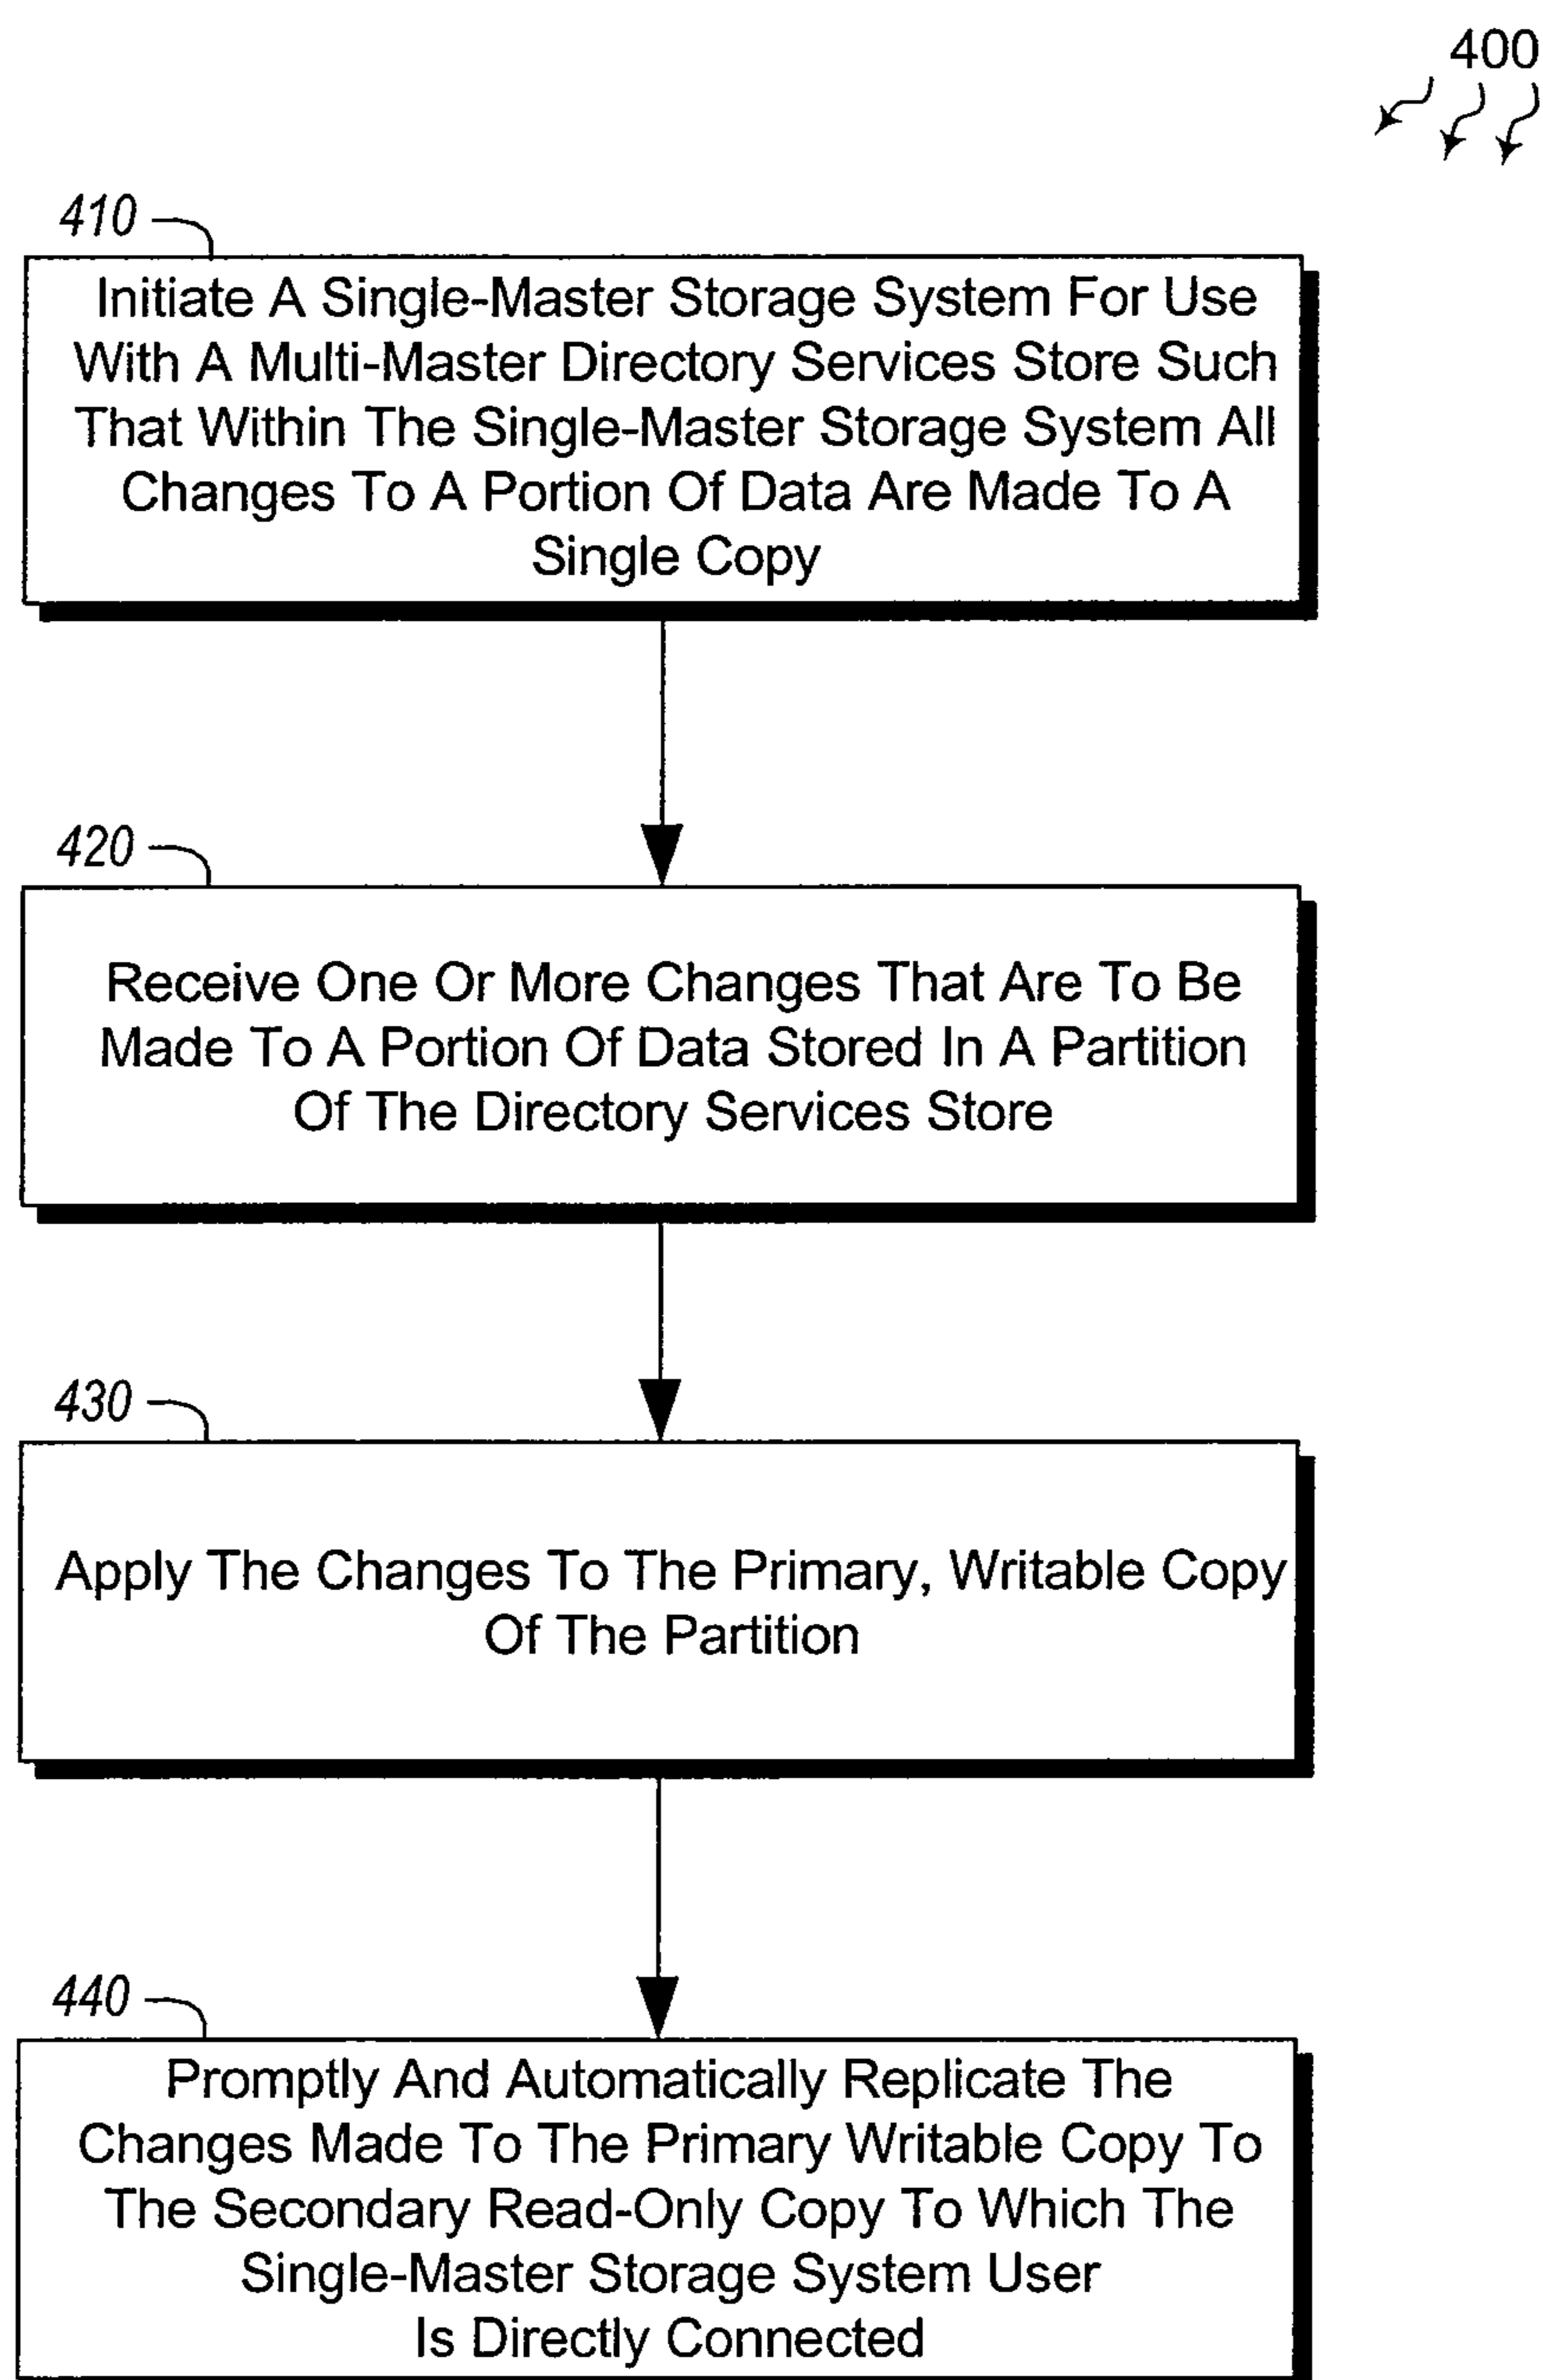 400
410
Initiate A Single-Master Storage System For Use
With A Multi-Master Directory Services Store Such
That Within The Single-Master Storage System All
Changes To A Portion Of Data Are Made To A
Single Copy
420
Receive One Or More Changes That Are To Be
Made To A Portion Of Data Stored In A Partition
Of The Directory Services Store
430
Apply The Changes To The Primary, Writable Copy
Of The Partition
440
Promptly And Automatically Replicate The
Changes Made To The Primary Writable Copy To
The Secondary Read-Only Copy To Which The
Single-Master Storage System User
Is Directly Connected